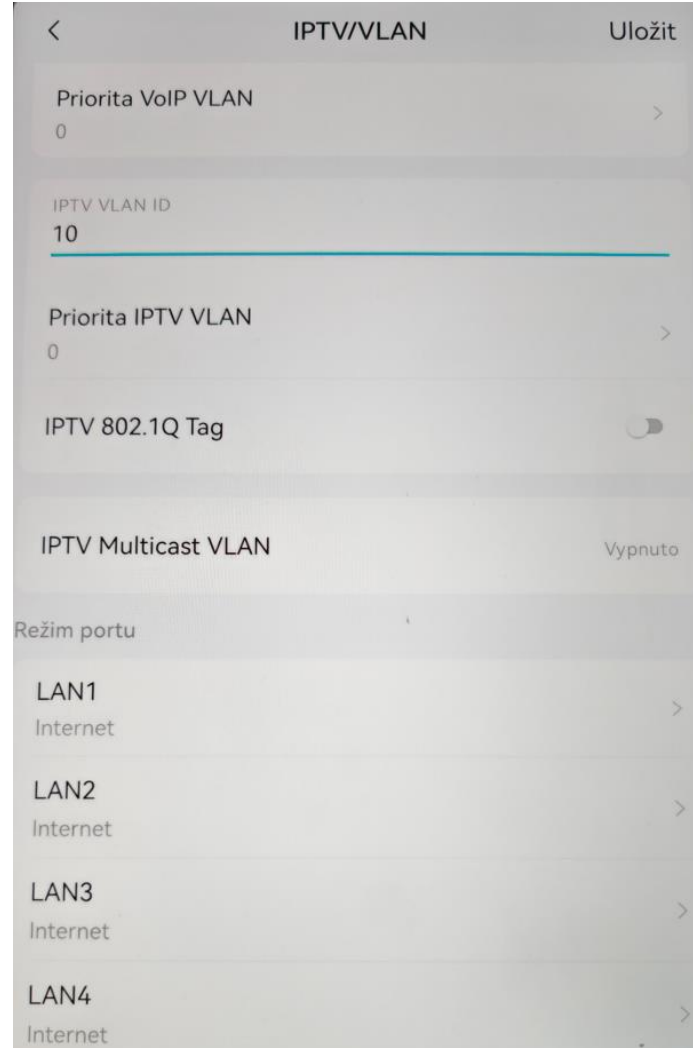 IPTV/VLAN
Uložit
Priorita VoIP VLAN
0
IPTV VLAN ID
10
Priorita IPTV VLAN
0
IPTV 802.1Q Tag
IPTV Multicast VLAN
Vypnuto
Režim portu
LAN1
Internet
LAN2
Internet
LAN3
Internet
LAN4
Internet